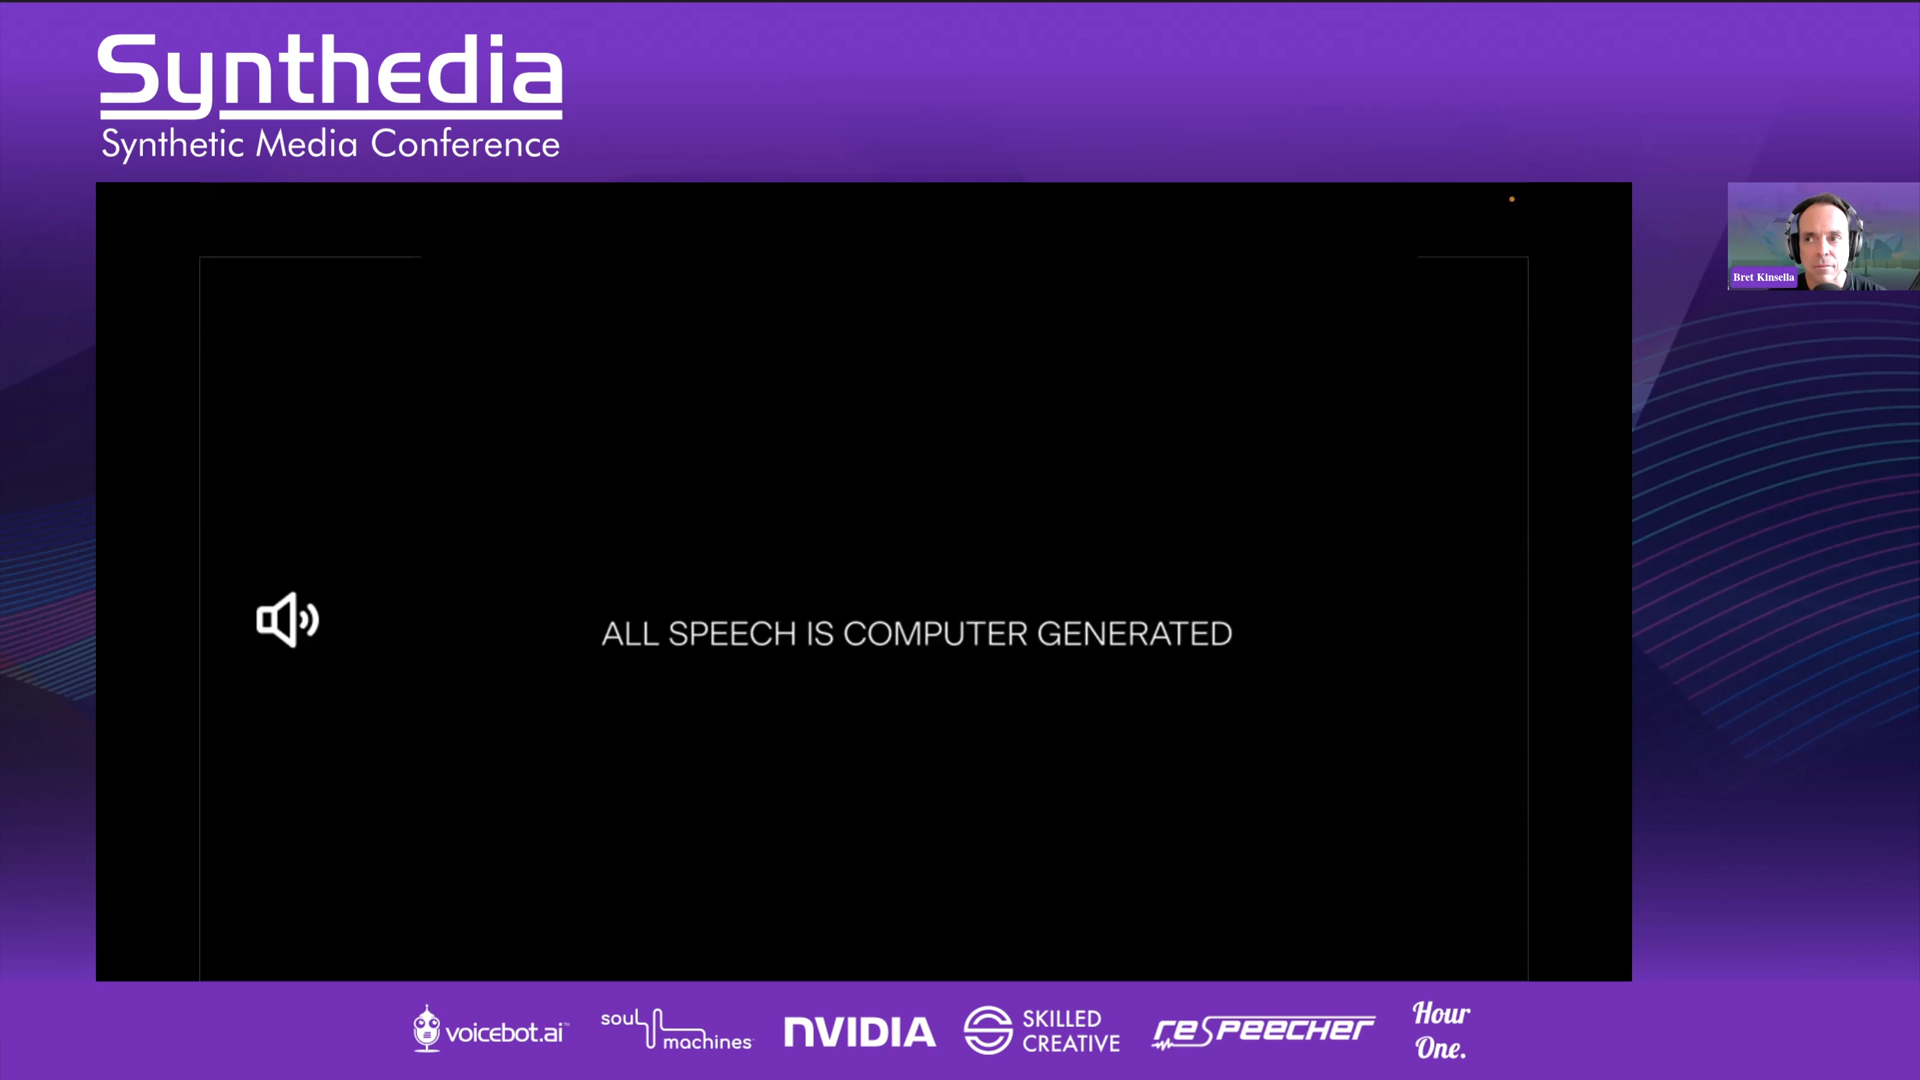 Synthedia
Synthetic Media Conference
Bret Kinsella
ALL SPEECH IS COMPUTER GENERATED
voicebot.ai™
soul
machines
NVIDIA
SKILLED
CREATIVE
reSPEECHER
Hour
One.